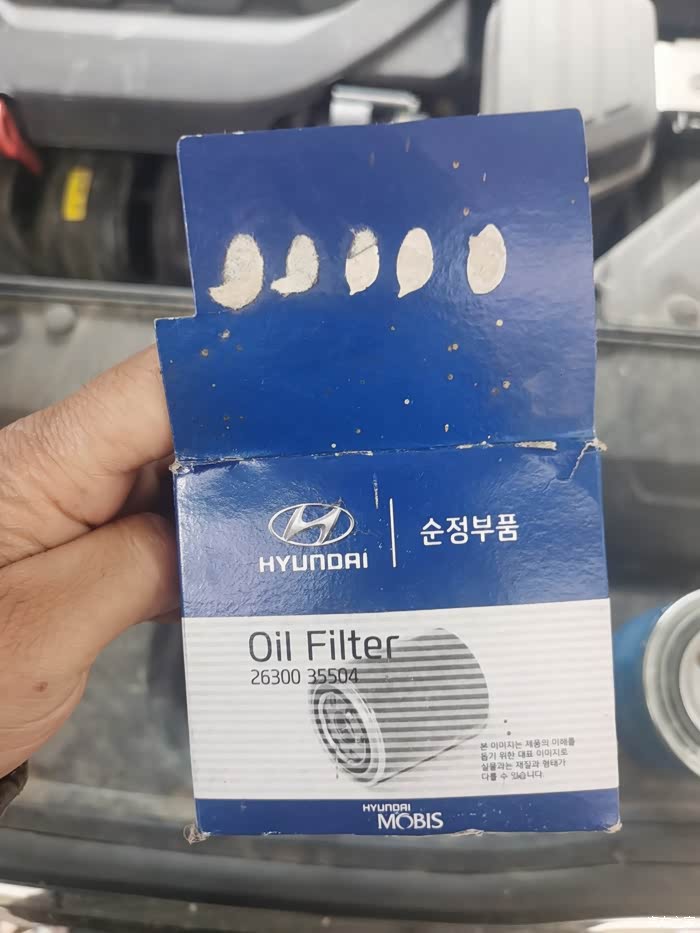 HYUNDAI
순정부품
Oil Filter
26300 35504
본 이미지는 제품의 이해를
돕기 위한 대표 이미지로
실물과는 재질과 형태가
다를 수 있습니다.
HYUNDAI
MOBIS